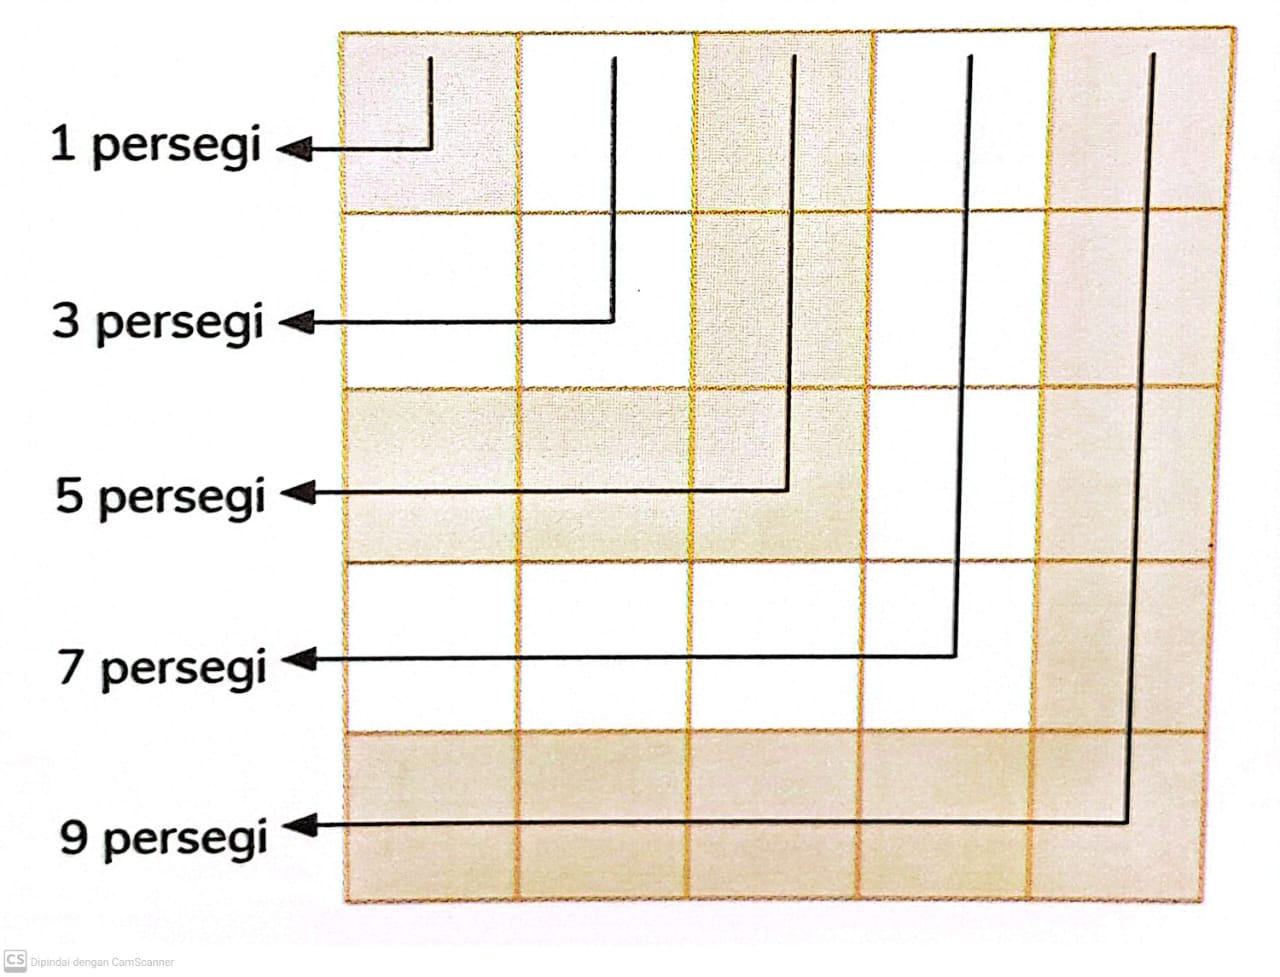 1 persegi
3 persegi
5 persegi
7 persegi
9 persegi
CS Dipindai dengan CamScanner